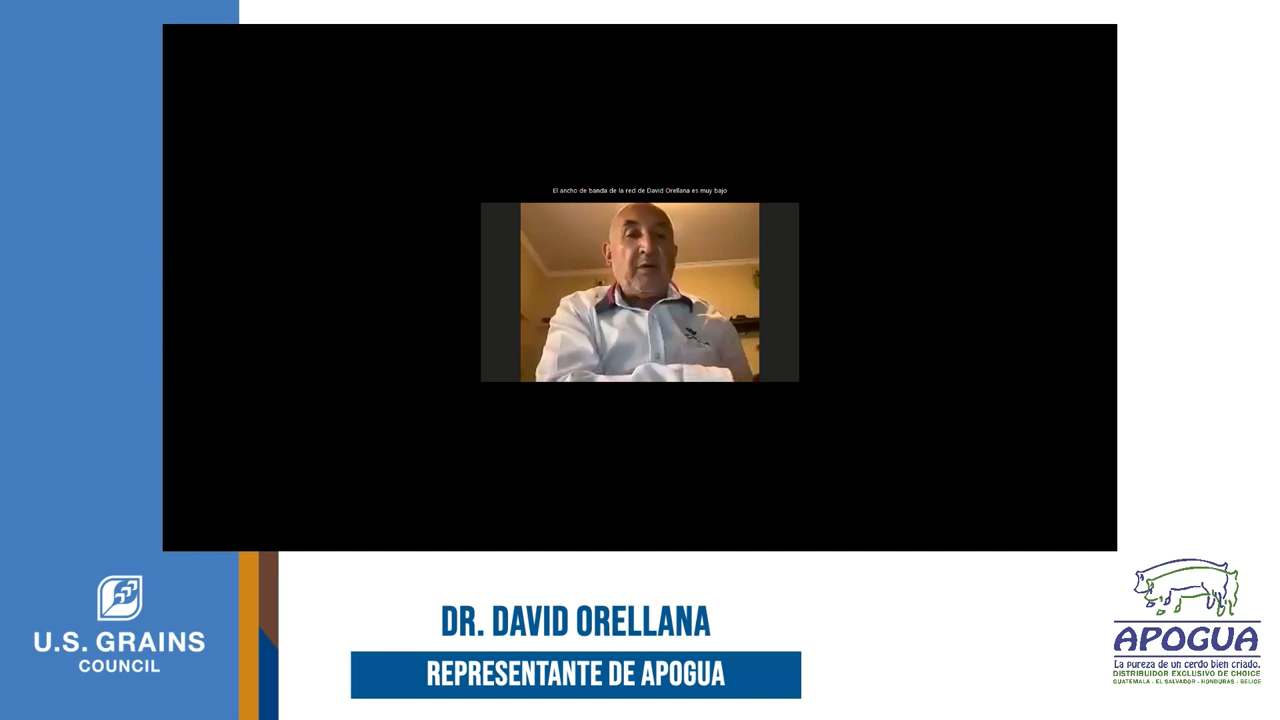 El ancho de banda de la red de David Orellana es muy bajo
U.S. GRAINS
COUNCIL
DR. DAVID ORELLANA
REPRESENTANTE DE APOGUA
APOGUA
La pureza de un cerdo bien criado.
DISTRIBUIDOR EXCLUSIVO DE CHOICE
GUATEMALA - EL SALVADOR - HONDURAS - BELICE